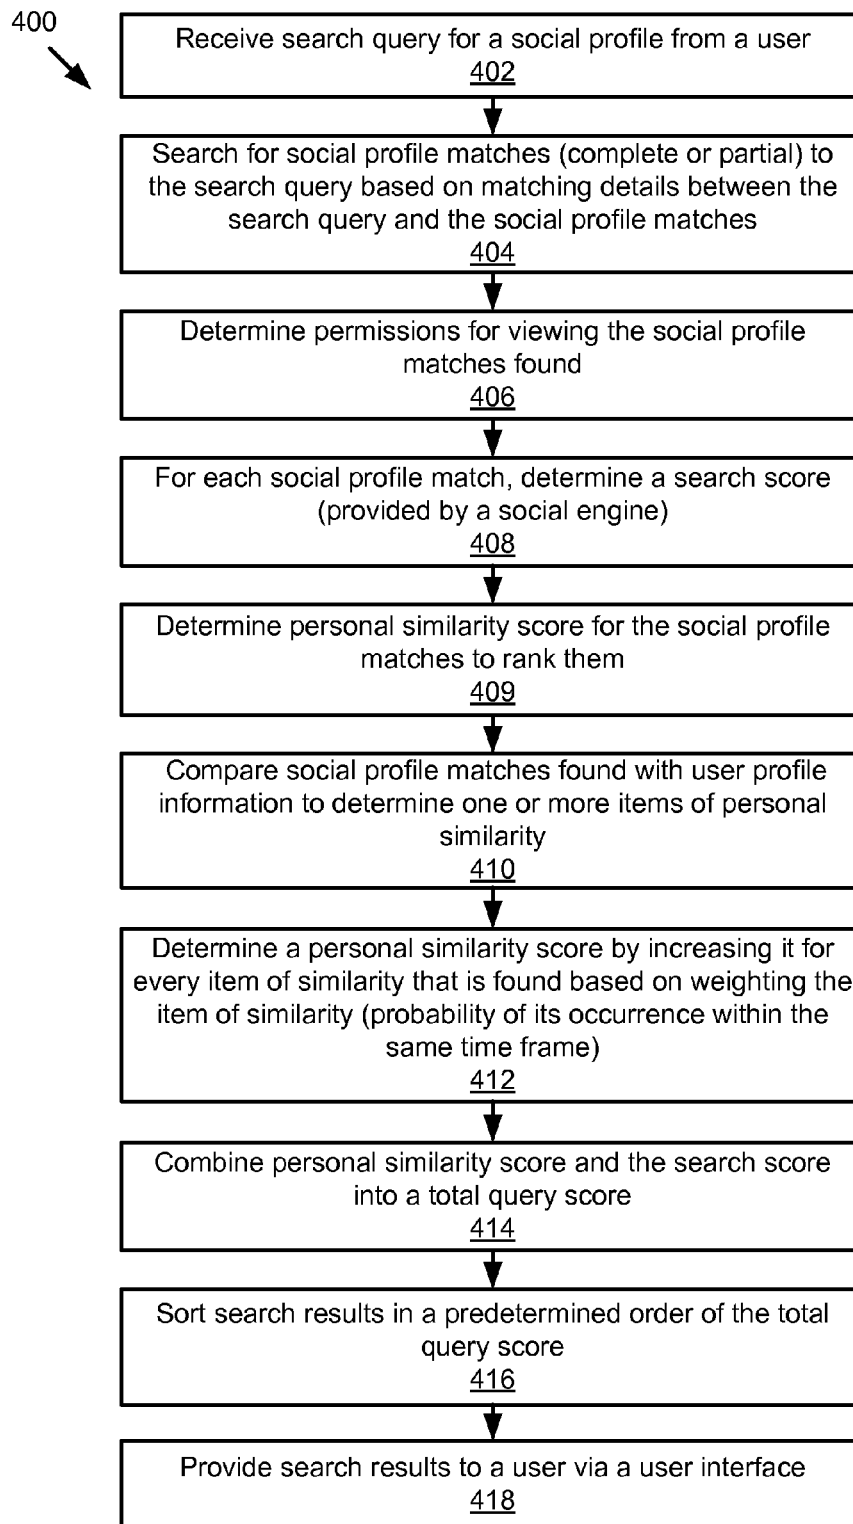 400
Receive search query for a social profile from a user
402
Search for social profile matches (complete or partial) to
the search query based on matching details between the
search query and the social profile matches
404
Determine permissions for viewing the social profile
matches found
406
For each social profile match, determine a search score
(provided by a social engine)
408
Determine personal similarity score for the social profile
matches to rank them
409
Compare social profile matches found with user profile
information to determine one or more items of personal
similarity
410
Determine a personal similarity score by increasing it for
every item of similarity that is found based on weighting the
item of similarity (probability of its occurrence within the
same time frame)
412
Combine personal similarity score and the search score
into a total query score
414
Sort search results in a predetermined order of the total
query score
416
Provide search results to a user via a user interface
418